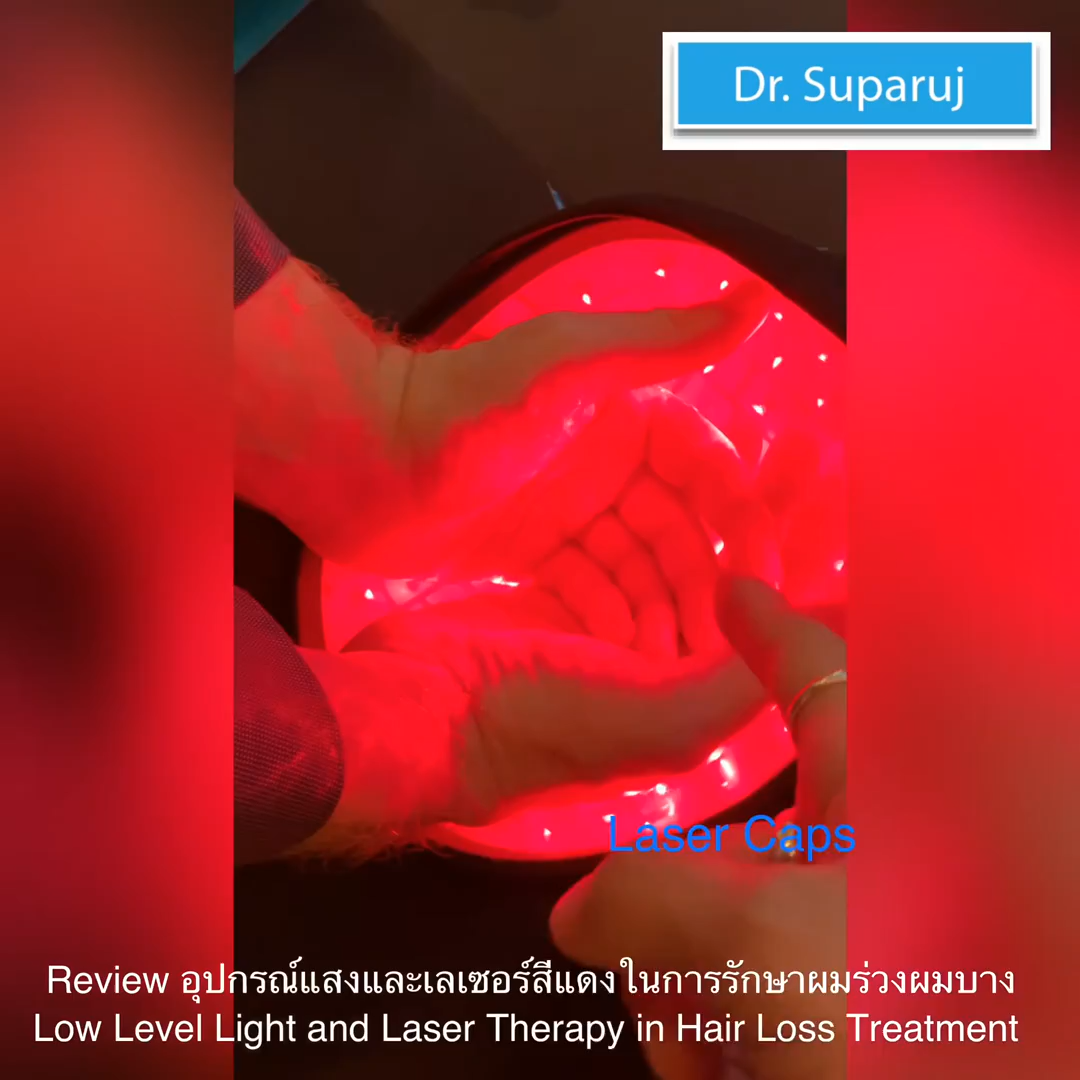 Dr. Suparuj
Laser Caps
Review อุปกรณ์แสงและเลเซอร์สีแดงในการรักษาผมร่วงผมบาง
Low Level Light and Laser Therapy in Hair Loss Treatment